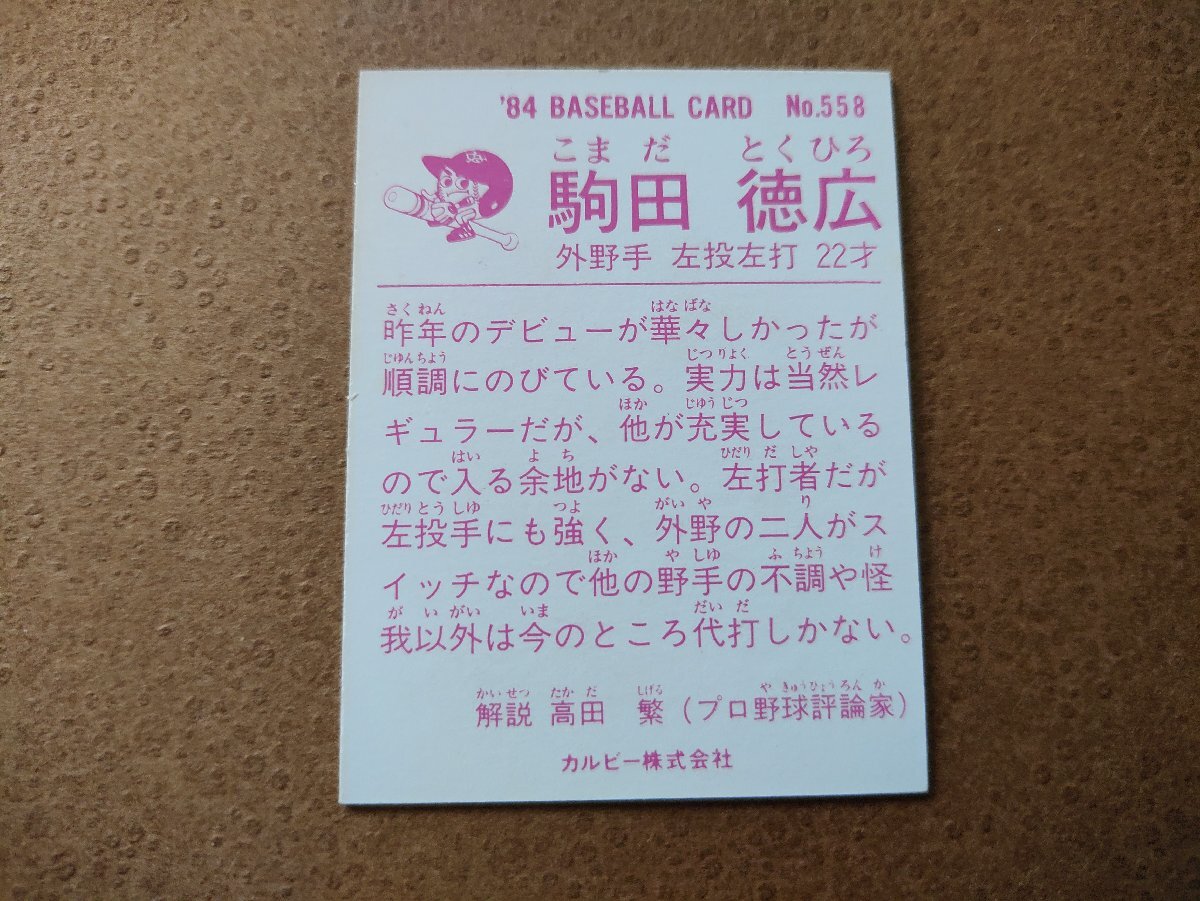 '84 BASEBALL CARD No.558
こまだ とくひろ
駒田 徳広
外野手 左投左打 22才
さくねん はなばな
昨年のデビューが華々しかったが
じゆんちよう じつりよく とうぜん
順調にのびている。実力は当然レ
ほか じゆうじつ
ギュラーだが、他が充実している
はい よち ひだりだしや
ので入る余地がない。左打者だが
ひだりとうしゆ つよ がいや り
左投手にも強く、外野の二人がス
ほか やしゆ ふちよう け
イッチなので他の野手の不調や怪
が いがい いま だいだ
我以外は今のところ代打しかない。
かいせつ たかだ しげる やきゆうひようろんか
解説 高田 繁(プロ野球評論家)
カルビー株式会社